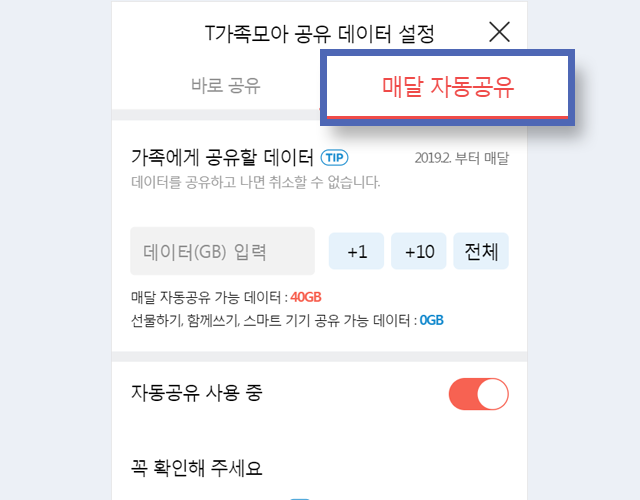 T가족모아 공유 데이터 설정
바로 공유
매달 자동공유
가족에게 공유할 데이터 TIP
2019.2. 부터 매달
데이터를 공유하고 나면 취소할 수 없습니다.
데이터(GB) 입력
+1
+10
전체
매달 자동공유 가능 데이터 : 40GB
선물하기, 함께쓰기, 스마트 기기 공유 가능 데이터 : 0GB
자동공유 사용 중
꼭 확인해 주세요